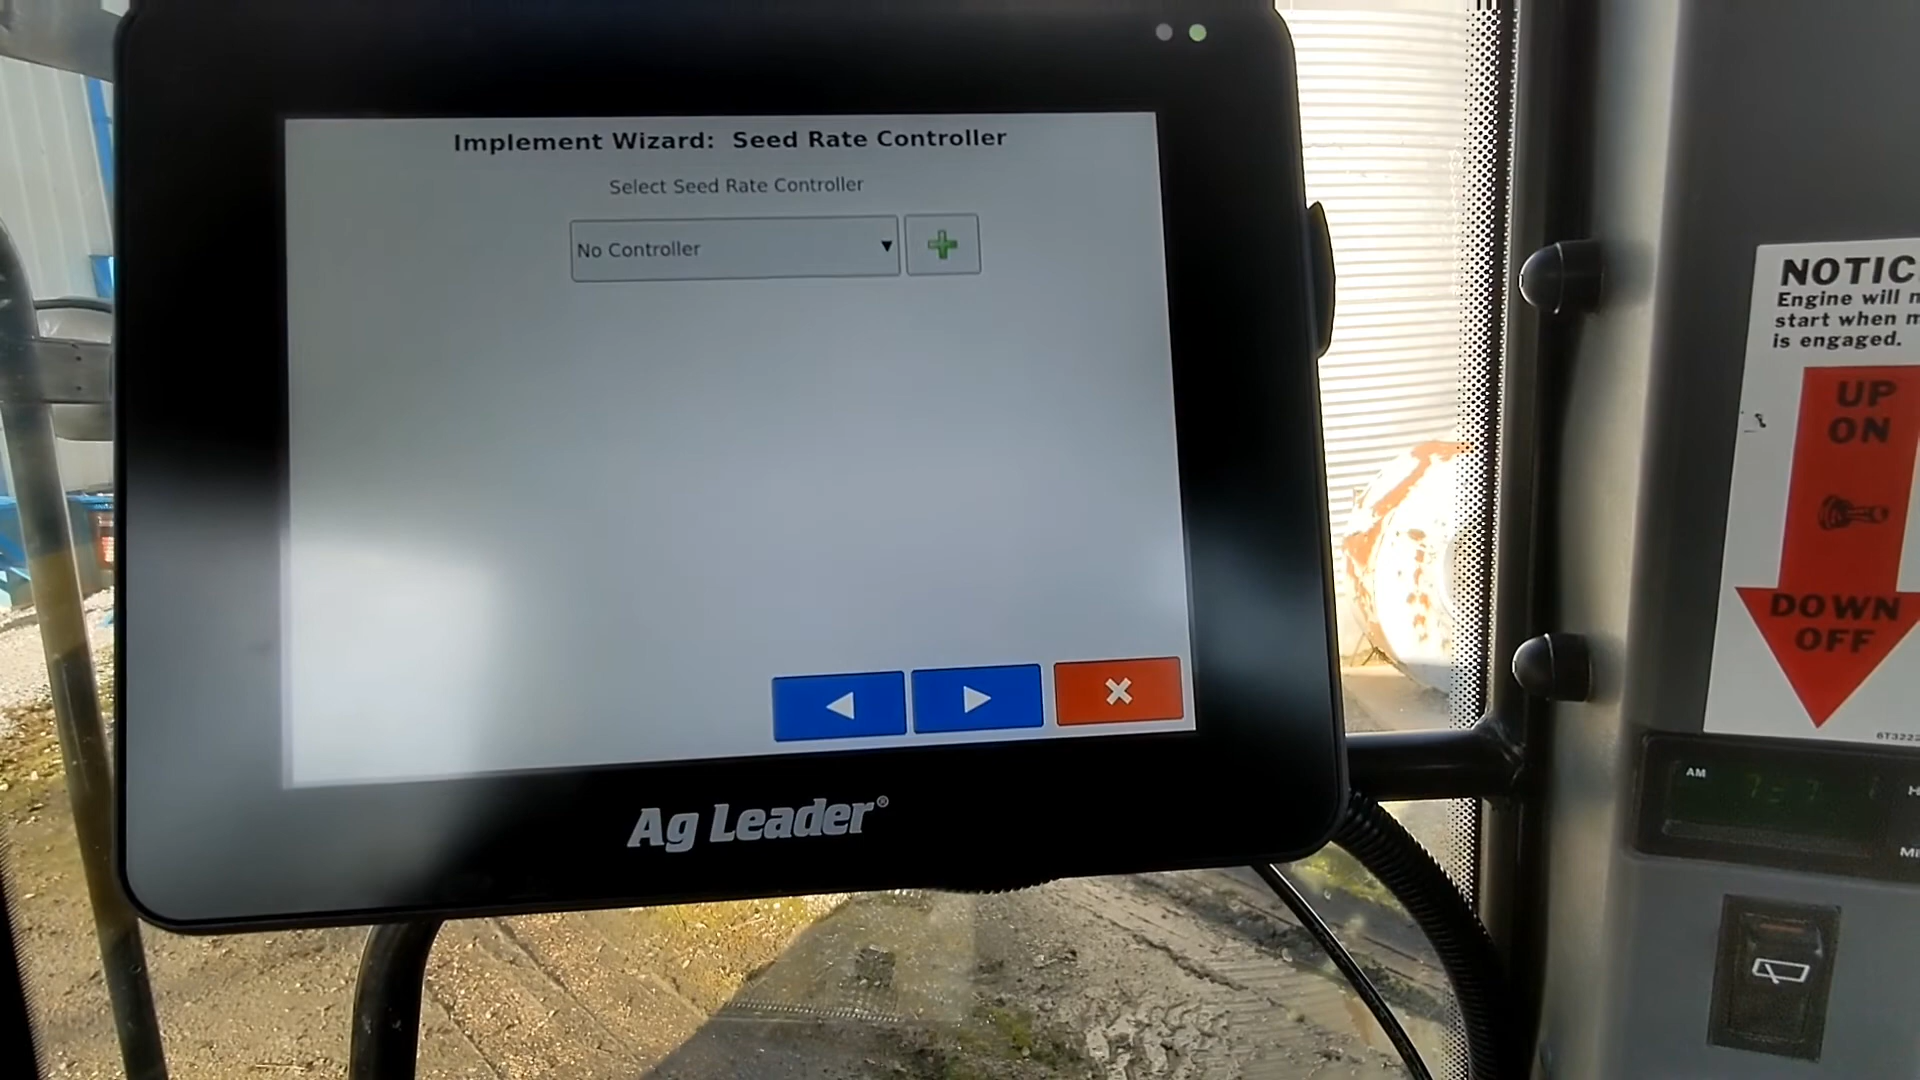 Implement Wizard: Seed Rate Controller
Select Seed Rate Controller
No Controller
Ag Leader®
NOTIC
Engine will
start when
is engaged.
UP
ON
DOWN
OFF
6T3222
AM